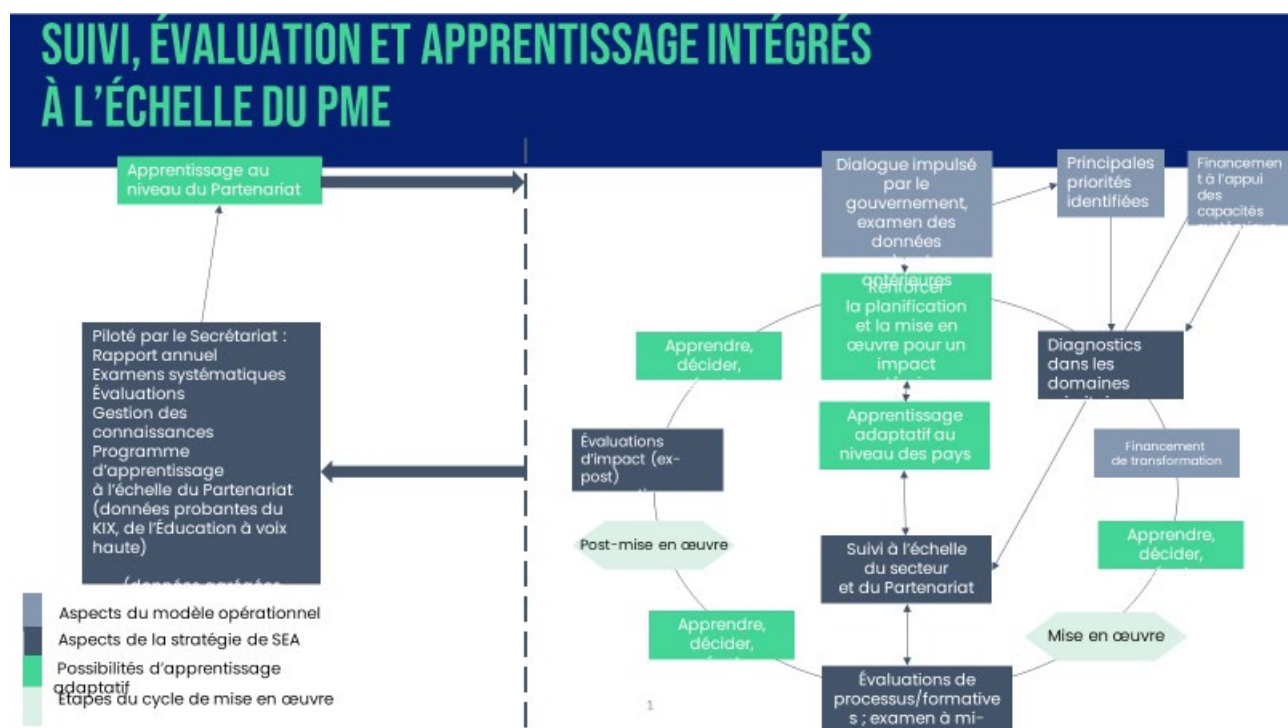 SUIVI, ÉVALUATION ET APPRENTISSAGE INTÉGRÉS
À L'ÉCHELLE DU PME
Apprentissage au
niveau du Partenariat
Piloté par le Secrétariat :
Rapport annuel
Examens systématiques
Évaluations
Gestion des
connaissances
Programme
d'apprentissage
à l'échelle du Partenariat
(données probantes du
KIX, de l'Éducation à voix
haute)
(données agrégées
Aspects du modèle opérationnel
Aspects de la stratégie de SEA
Possibilités d'apprentissage
adaptatif
Étapes du cycle de mise en œuvre
Dialogue impulsé
par le
gouvernement,
examen des
données
antérieures
Principales
priorités
identifiées
Financemen
t à l'appui
des
capacités
Renforcer
la planification
et la mise en
œuvre pour un
impact
Apprendre,
décider,
Diagnostics
dans les
domaines
Apprentissage
adaptatif au
niveau des pays
Évaluations
d'impact (ex-
post)
Financement
de transformation
Post-mise en œuvre
Suivi à l'échelle
du secteur
et du Partenariat
Apprendre,
décider,
Apprendre,
décider,
Mise en œuvre
Évaluations de
processus/formative
s ; examen à mi-
1